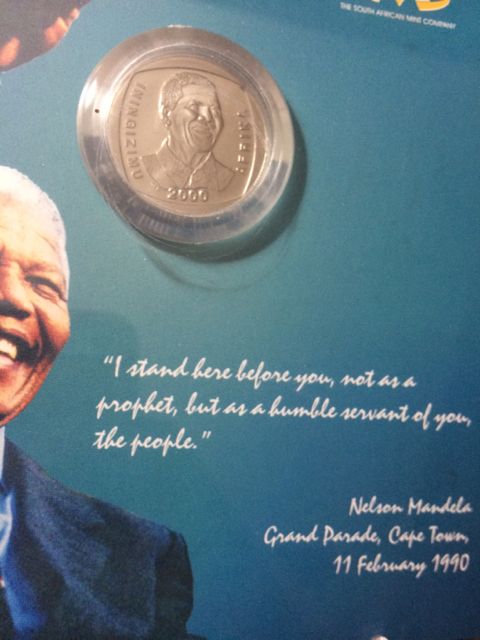 THE SOUTH AFRICAN MINT COMPANY
ININGIZIMU
2000
"I stand here before you, not as a
prophet, but as a humble servant of you,
the people."
Nelson Mandela
Grand Parade, Cape Town,
11 February 1990